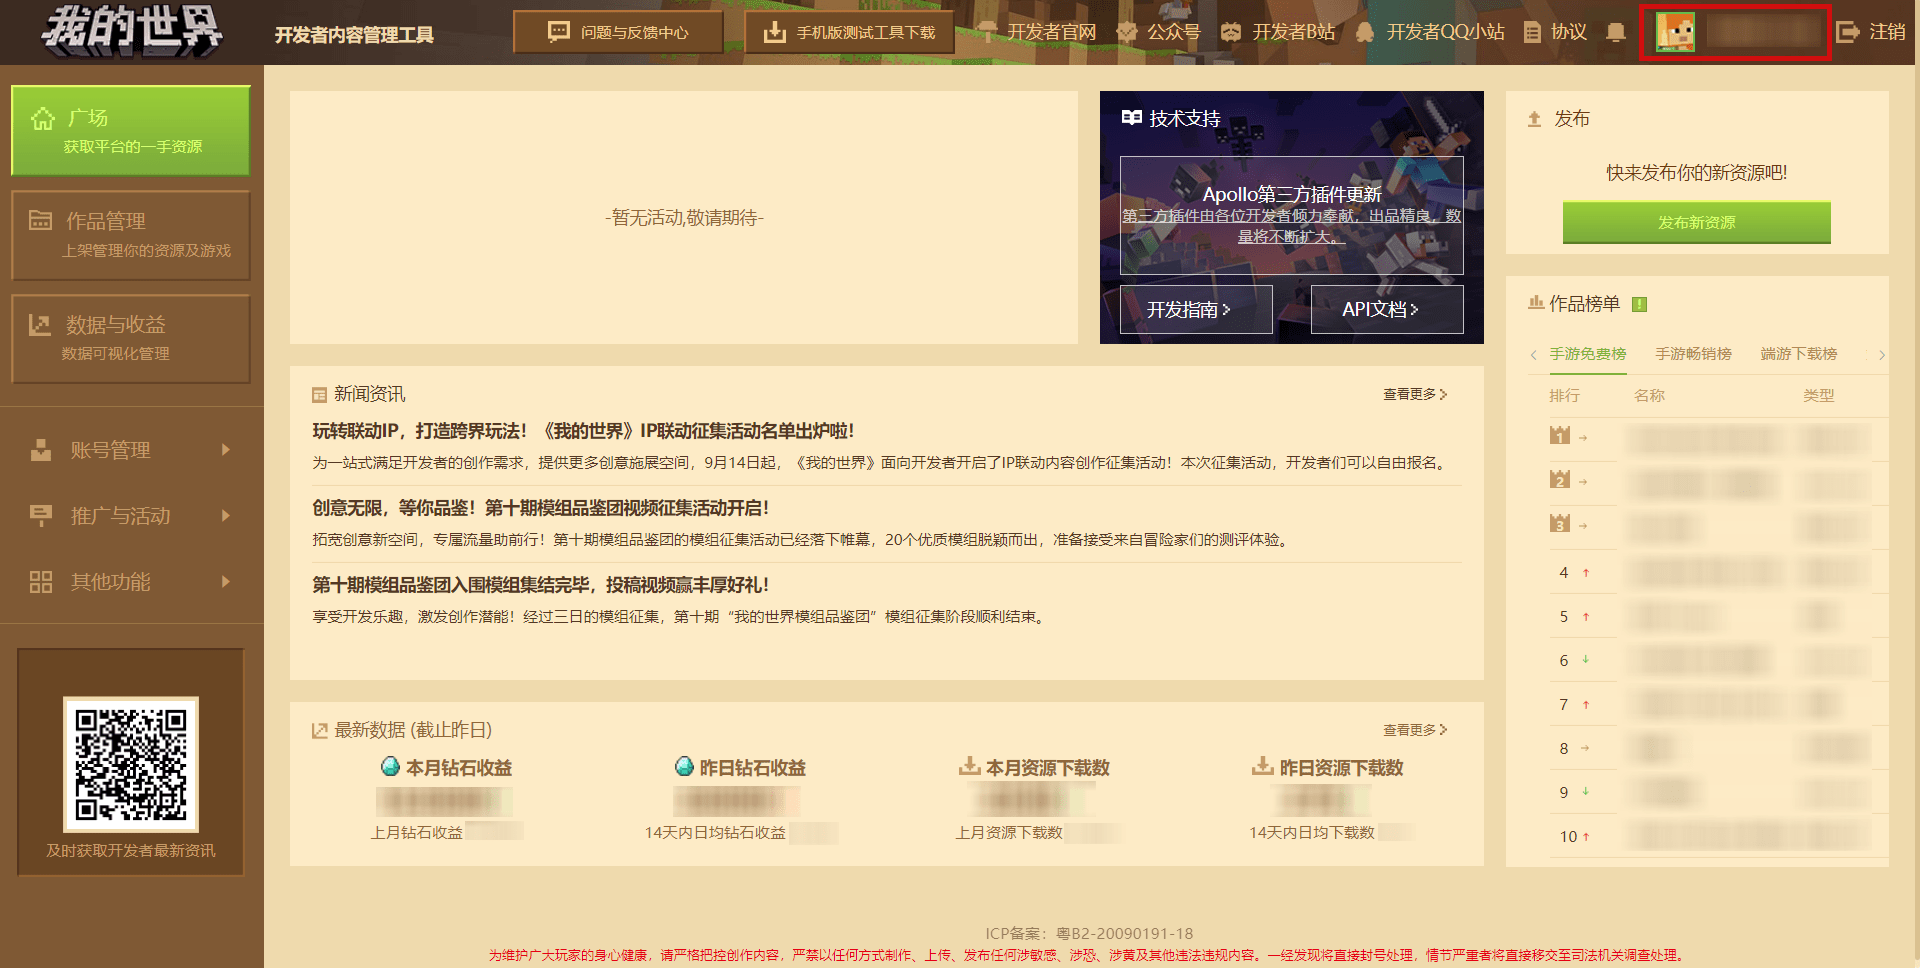 我的世界
开发者内容管理工具
问题与反馈中心
手机版测试工具下载
开发者官网
公众号
开发者B站
开发者QQ小站
协议
注销
广场
获取平台的一手资源
作品管理
上架管理你的资源及游戏
数据与收益
数据可视化管理
账号管理
推广与活动
其他功能
及时获取开发者最新资讯
-暂无活动,敬请期待-
技术支持
Apollo第三方插件更新
第三方插件由各位开发者倾力奉献，出品精良，数
量将不断扩大。
开发指南
API文档
发布
快来发布你的新资源吧!
发布新资源
新闻资讯
查看更多
玩转联动IP，打造跨界玩法！《我的世界》IP联动征集活动名单出炉啦！
为一站式满足开发者的创作需求，提供更多创意施展空间，9月14日起，《我的世界》面向开发者开启了IP联动内容创作征集活动！本次征集活动，开发者们可以自由报名。
创意无限，等你品鉴！第十期模组品鉴团视频征集活动开启！
拓宽创意新空间，专属流量助前行！第十期模组品鉴团的模组征集活动已经落下帷幕，20个优质模组脱颖而出，准备接受来自冒险家们的测评体验。
第十期模组品鉴团入围模组集结完毕，投稿视频赢丰厚好礼！
享受开发乐趣，激发创作潜能！经过三日的模组征集，第十期“我的世界模组品鉴团”模组征集阶段顺利结束。
最新数据 (截止昨日)
查看更多
本月钻石收益
上月钻石收益
昨日钻石收益
14天内日均钻石收益
本月资源下载数
上月资源下载数
昨日资源下载数
14天内日均下载数
作品榜单
手游免费榜 手游畅销榜 端游下载榜
排行 名称 类型
1
2
3
4
5
6
7
8
9
10
ICP备案：粤B2-20090191-18
为维护广大玩家的身心健康，请严格把控创作内容，严禁以任何方式制作、上传、发布任何涉敏感、涉恐、涉黄及其他违法违规内容。一经发现将直接封号处理，情节严重者将直接移交至司法机关调查处理。